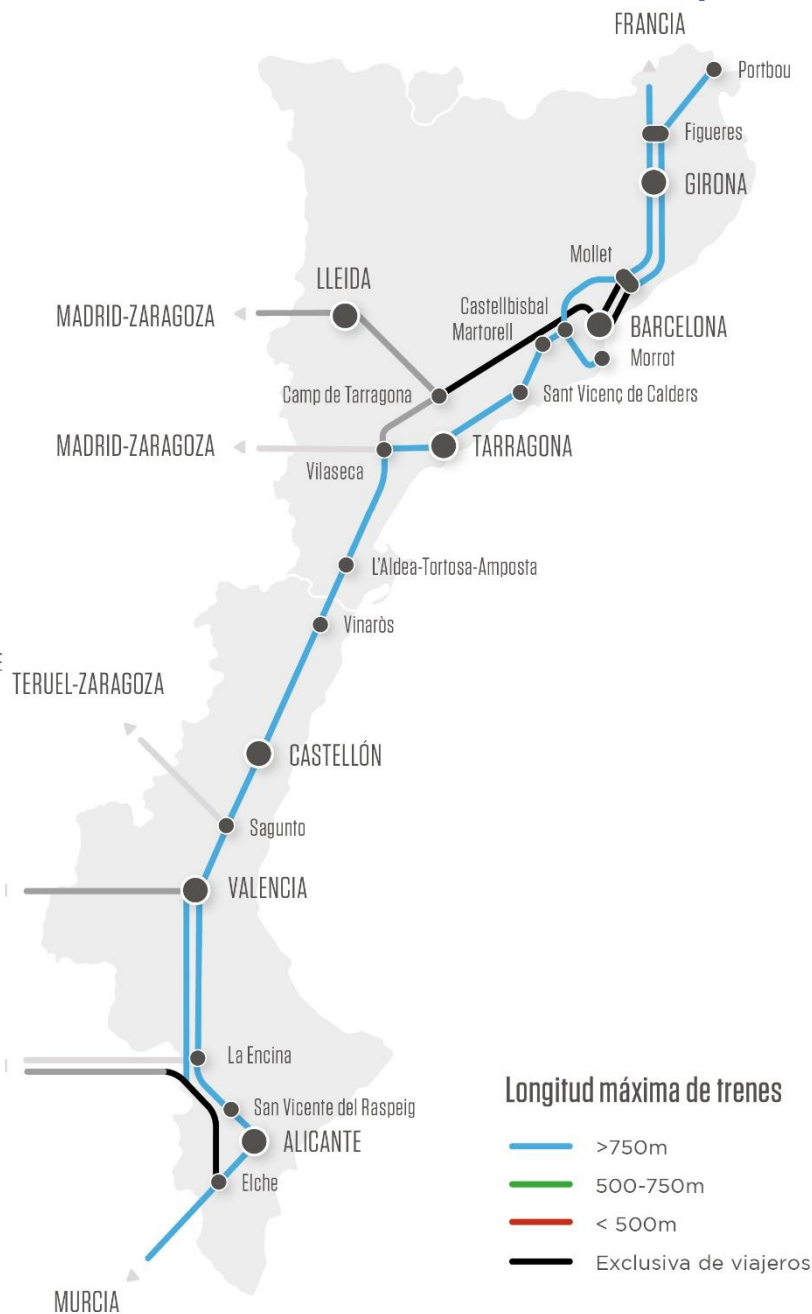 FRANCIA
Portbou
Figueres
GIRONA
Mollet
LLEIDA
Castellbisbal
MADRID-ZARAGOZA
Martorell
BARCELONA
Morrot
Camp de Tarragona
Sant Vicenç de Calders
MADRID-ZARAGOZA
TARRAGONA
Vilaseca
L'Aldea-Tortosa-Amposta
Vinaròs
TERUEL-ZARAGOZA
CASTELLÓN
Sagunto
VALENCIA
La Encina
San Vicente del Raspeig
ALICANTE
Elche
MURCIA
Longitud máxima de trenes
>750m
500-750m
< 500m
Exclusiva de viajeros